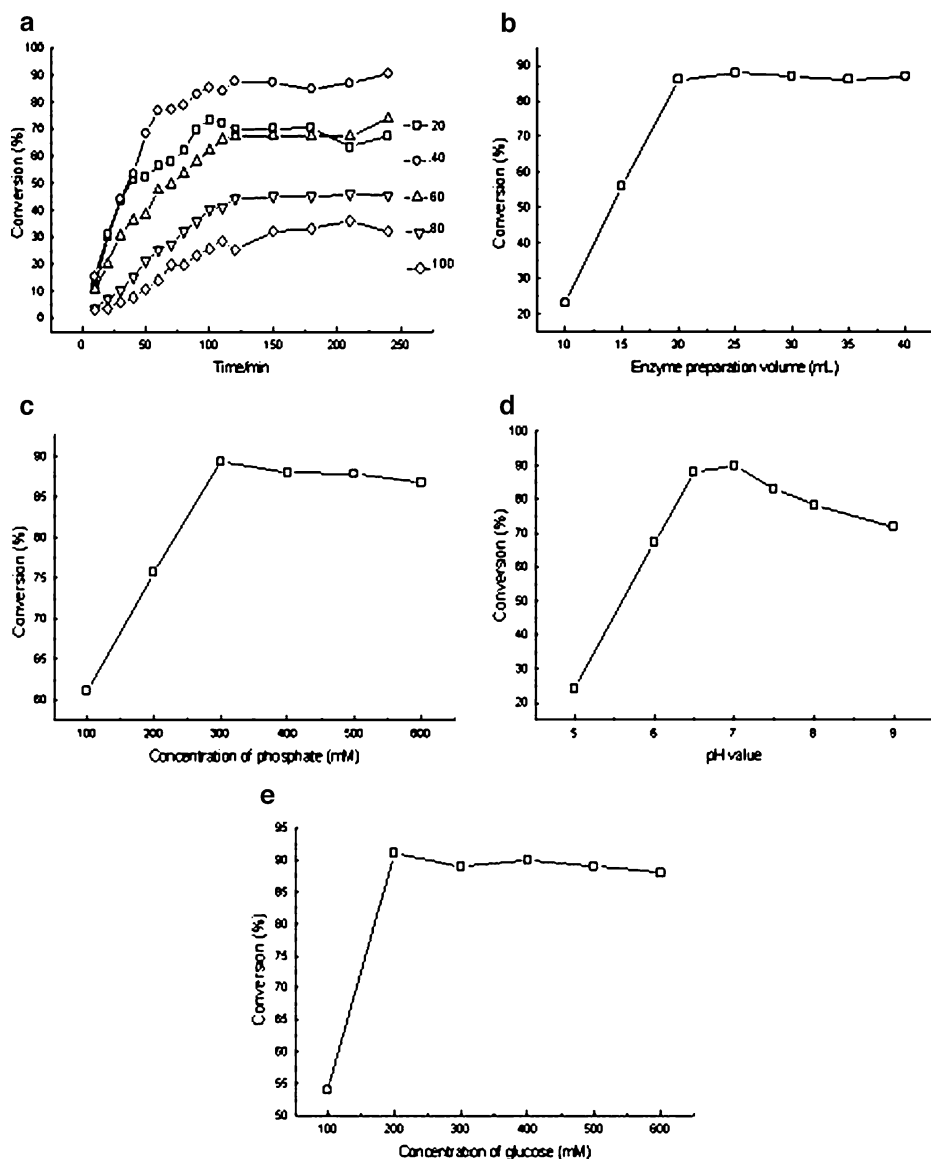 a
100
90
80
70
60
50
40
30
20
10
0
Conversion (%)
0 50 100 150 200 250
Time/min
20
40
60
80
100
b
90
80
70
60
50
40
30
20
Conversion (%)
10 15 20 25 30 35 40
Enzyme preparation volume (mL)
c
90
85
80
75
70
65
60
Conversion (%)
100 200 300 400 500 600
Concentration of phosphate (mM)
d
100
90
80
70
60
50
40
30
20
Conversion (%)
5 6 7 8 9
pH value
e
95
90
85
80
75
70
65
60
55
50
Conversion (%)
100 200 300 400 500 600
Concentration of glucose (mM)